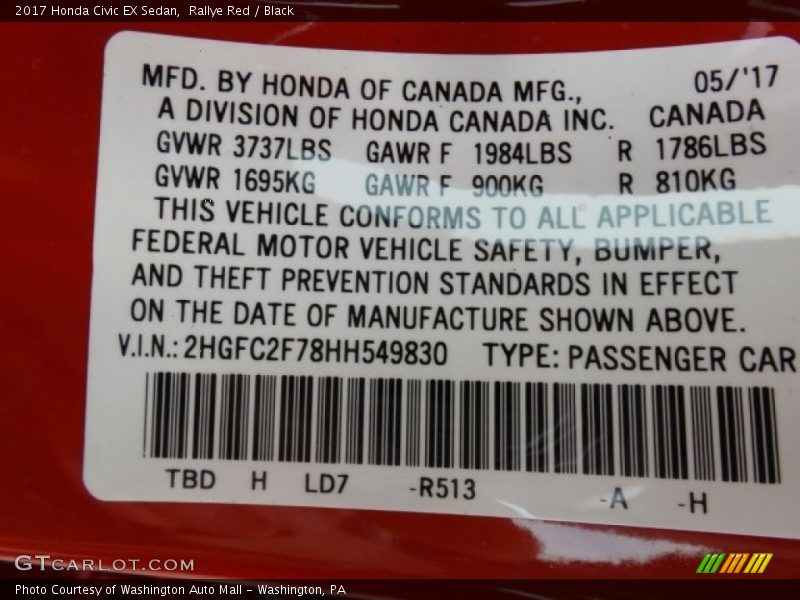 2017 Honda Civic EX Sedan,  Rallye Red / Black
MFD. BY HONDA OF CANADA MFG., 05/'17
A DIVISION OF HONDA CANADA INC. CANADA
GVWR 3737LBS GAWR F 1984LBS R 1786LBS
GVWR 1695KG GAWR F 900KG R 810KG
THIS VEHICLE CONFORMS TO ALL APPLICABLE
FEDERAL MOTOR VEHICLE SAFETY, BUMPER,
AND THEFT PREVENTION STANDARDS IN EFFECT
ON THE DATE OF MANUFACTURE SHOWN ABOVE.
V.I.N.: 2HGFC2F78HH549830 TYPE: PASSENGER CAR
TBD H LD7 -R513 -A -H
GTCARLOT.COM
Photo Courtesy of Washington Auto Mall - Washington, PA